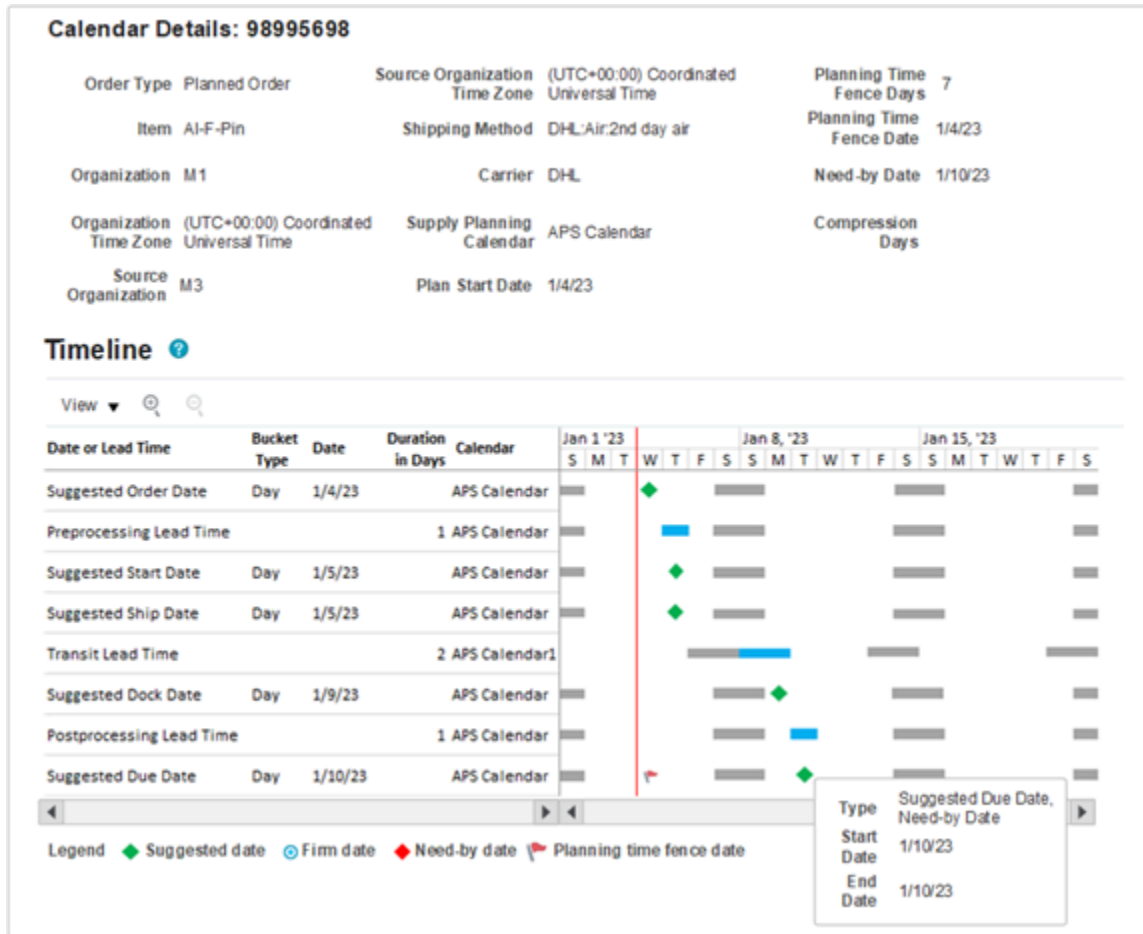 Calendar Details: 98995698
Order Type Planned Order
Source Organization Time Zone (UTC+00:00) Coordinated Universal Time
Planning Time Fence Days 7
Item AI-F-Pin
Shipping Method DHL:Air:2nd day air
Planning Time Fence Date 1/4/23
Organization M1
Carrier DHL
Need-by Date 1/10/23
Organization Time Zone (UTC+00:00) Coordinated Universal Time
Supply Planning Calendar APS Calendar
Compression Days
Source Organization M3
Plan Start Date 1/4/23
Timeline ?
View
Date or Lead Time Bucket Type Date Duration in Days Calendar Jan 1 '23 Jan 8, '23 Jan 15, '23
S M T W T F S S M T W T F S S M T W T F S
Suggested Order Date Day 1/4/23 APS Calendar
Preprocessing Lead Time 1 APS Calendar
Suggested Start Date Day 1/5/23 APS Calendar
Suggested Ship Date Day 1/5/23 APS Calendar
Transit Lead Time 2 APS Calendar1
Suggested Dock Date Day 1/9/23 APS Calendar
Postprocessing Lead Time 1 APS Calendar
Suggested Due Date Day 1/10/23 APS Calendar
Type Suggested Due Date, Need-by Date
Start Date 1/10/23
End Date 1/10/23
Legend Suggested date Firm date Need-by date Planning time fence date